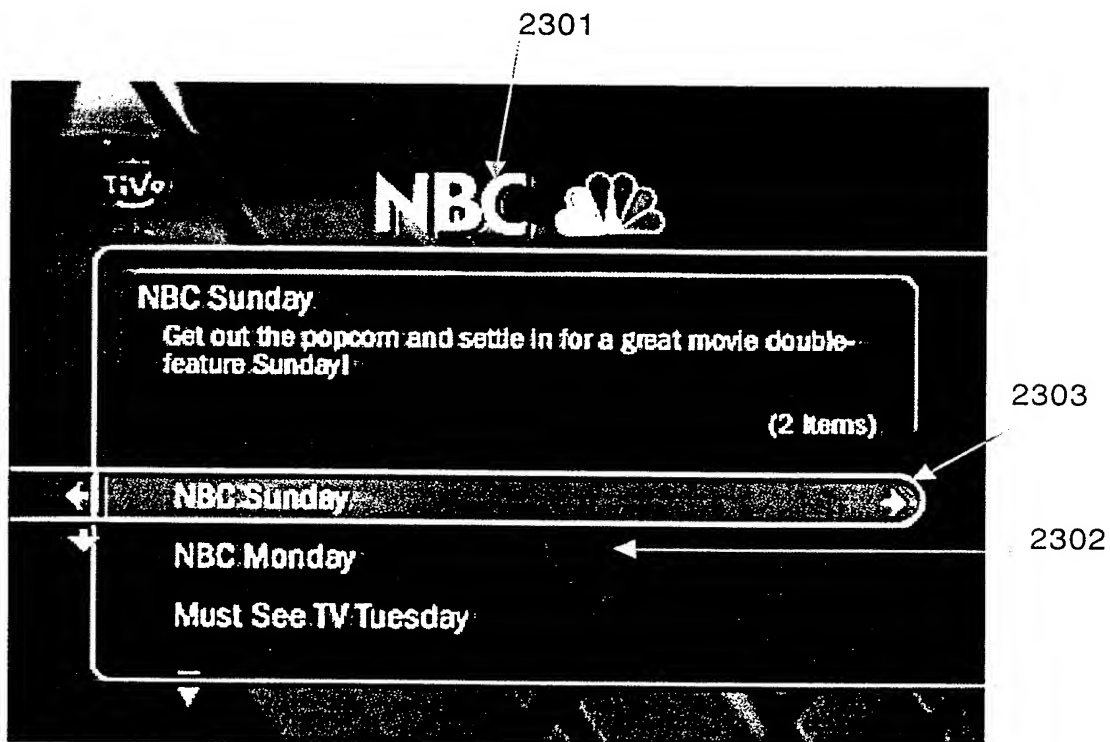 2301
TiVo
NBC
NBC Sunday
Get out the popcorn and settle in for a great movie double-
feature Sunday!
(2 Items)
2303
NBC Sunday
2302
NBC Monday
Must See TV Tuesday